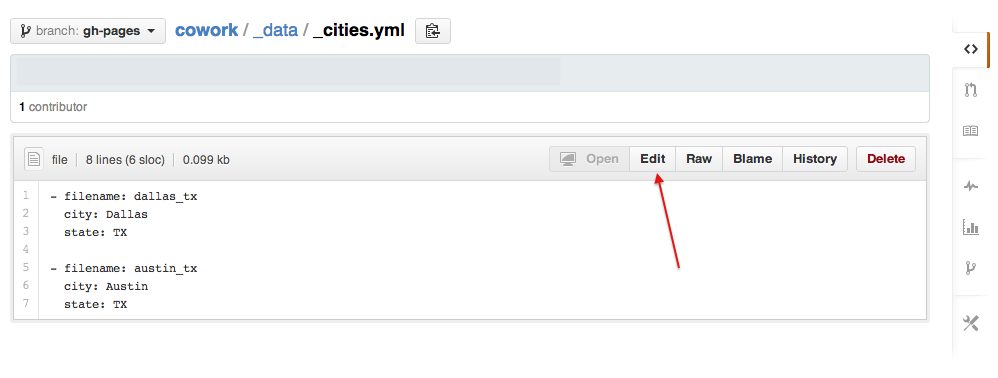 branch: gh-pages cowork / _data / _cities.yml
1 contributor
file 8 lines (6 sloc) 0.099 kb Open Edit Raw Blame History Delete
1 - filename: dallas_tx
2 city: Dallas
3 state: TX
4
5 - filename: austin_tx
6 city: Austin
7 state: TX